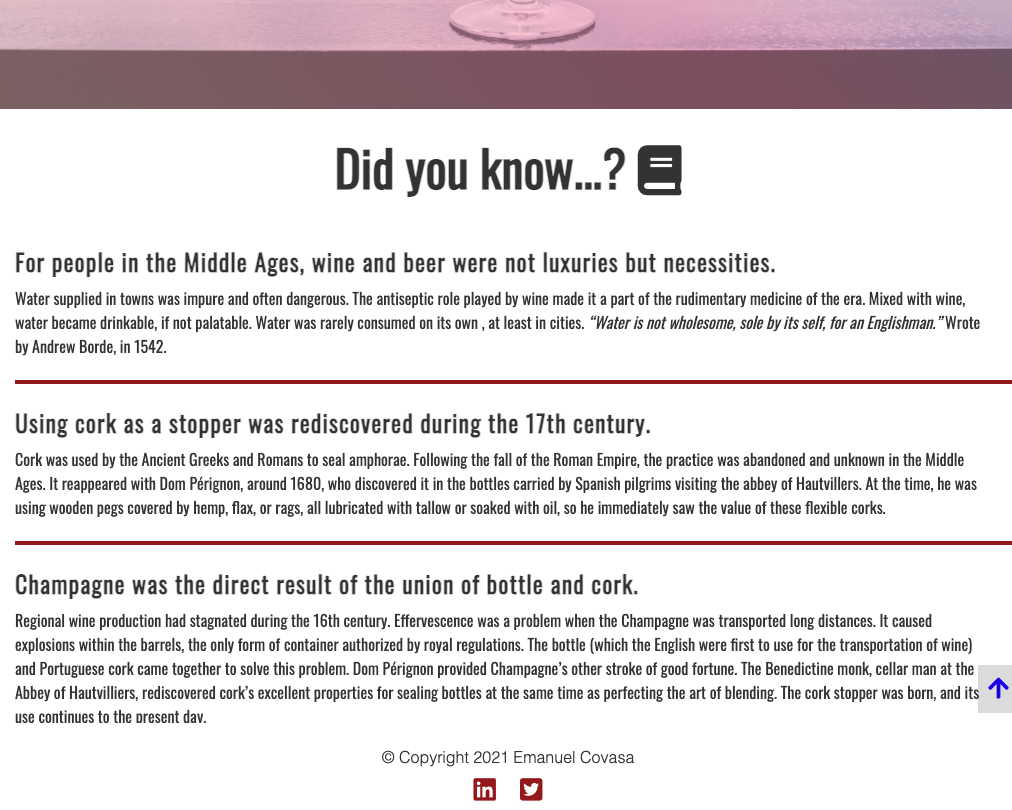 Did you know...?
For people in the Middle Ages, wine and beer were not luxuries but necessities.
Water supplied in towns was impure and often dangerous. The antiseptic role played by wine made it a part of the rudimentary medicine of the era. Mixed with wine,
water became drinkable, if not palatable. Water was rarely consumed on its own , at least in cities. “Water is not wholesome, sole by its self, for an Englishman.” Wrote
by Andrew Borde, in 1542.
Using cork as a stopper was rediscovered during the 17th century.
Cork was used by the Ancient Greeks and Romans to seal amphorae. Following the fall of the Roman Empire, the practice was abandoned and unknown in the Middle
Ages. It reappeared with Dom Pérignon, around 1680, who discovered it in the bottles carried by Spanish pilgrims visiting the abbey of Hautvillers. At the time, he was
using wooden pegs covered by hemp, flax, or rags, all lubricated with tallow or soaked with oil, so he immediately saw the value of these flexible corks.
Champagne was the direct result of the union of bottle and cork.
Regional wine production had stagnated during the 16th century. Effervescence was a problem when the Champagne was transported long distances. It caused
explosions within the barrels, the only form of container authorized by royal regulations. The bottle (which the English were first to use for the transportation of wine)
and Portuguese cork came together to solve this problem. Dom Pérignon provided Champagne’s other stroke of good fortune. The Benedictine monk, cellar man at the
Abbey of Hautvilliers, rediscovered cork’s excellent properties for sealing bottles at the same time as perfecting the art of blending. The cork stopper was born, and its
use continues to the present day.
© Copyright 2021 Emanuel Covasa